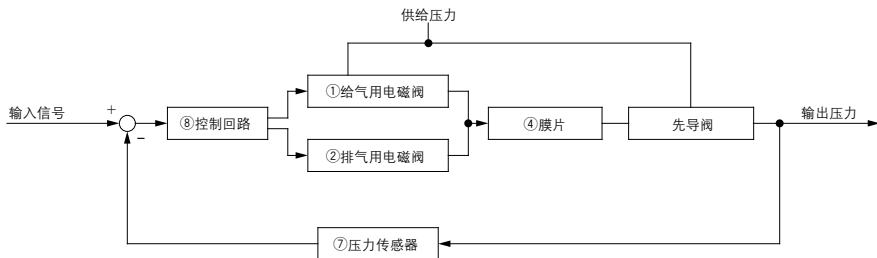 供给压力
①给气用电磁阀
输入信号
+
⑧控制回路
④膜片
先导阀
输出压力
−
②排气用电磁阀
⑦压力传感器